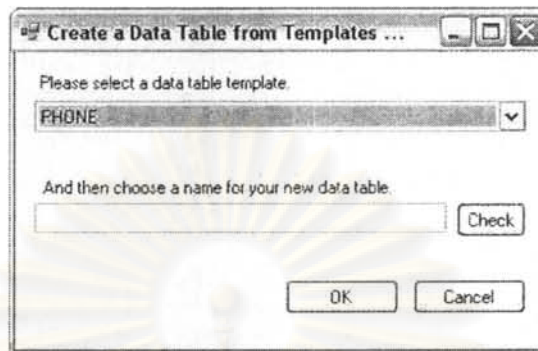 Create a Data Table from Templates ...
Please select a data table template.
PHONE
And then choose a name for your new data table.
Check
OK
Cancel